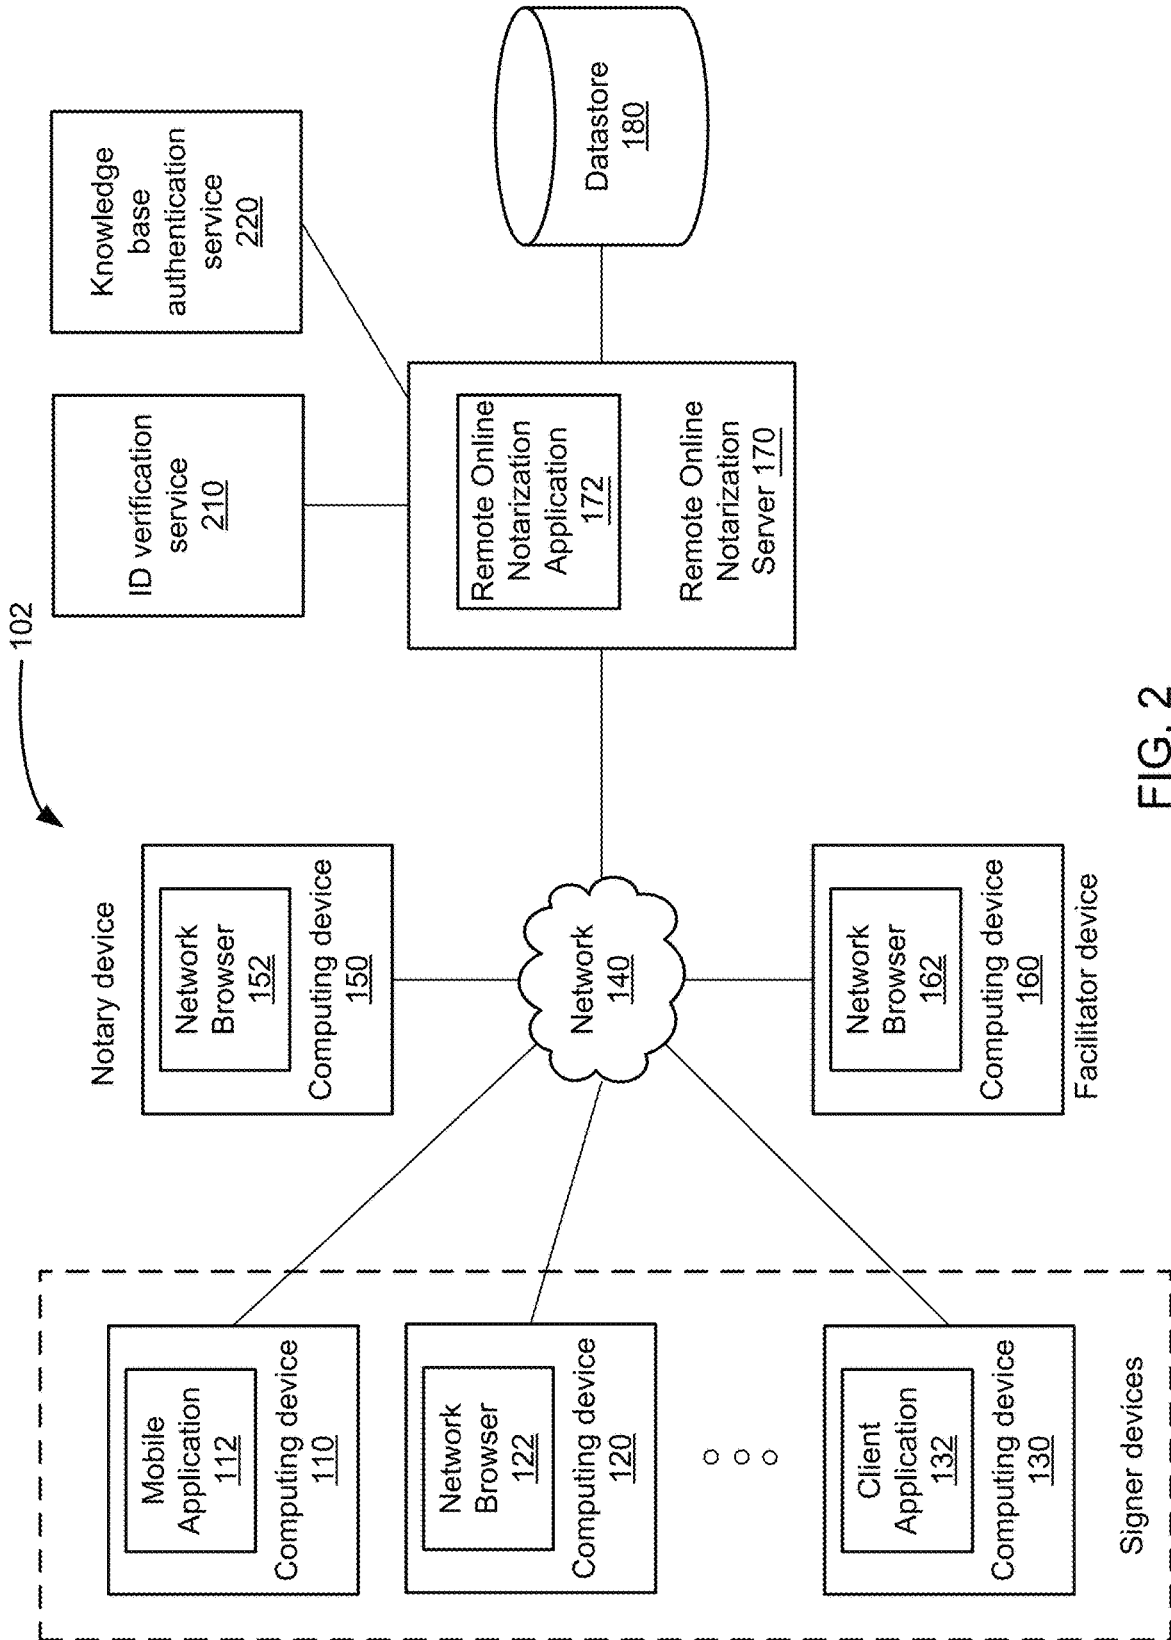 102
Mobile
Application
112
Computing device
110
Network
Browser
122
Computing device
120
Client
Application
132
Computing device
130
Signer devices
Notary device
Network
Browser
152
Computing device
150
Network
140
Network
Browser
162
Computing device
160
Facilitator device
ID verification
service
210
Knowledge
base
authentication
service
220
Remote Online
Notarization
Application
172
Remote Online
Notarization
Server 170
Datastore
180
FIG. 2